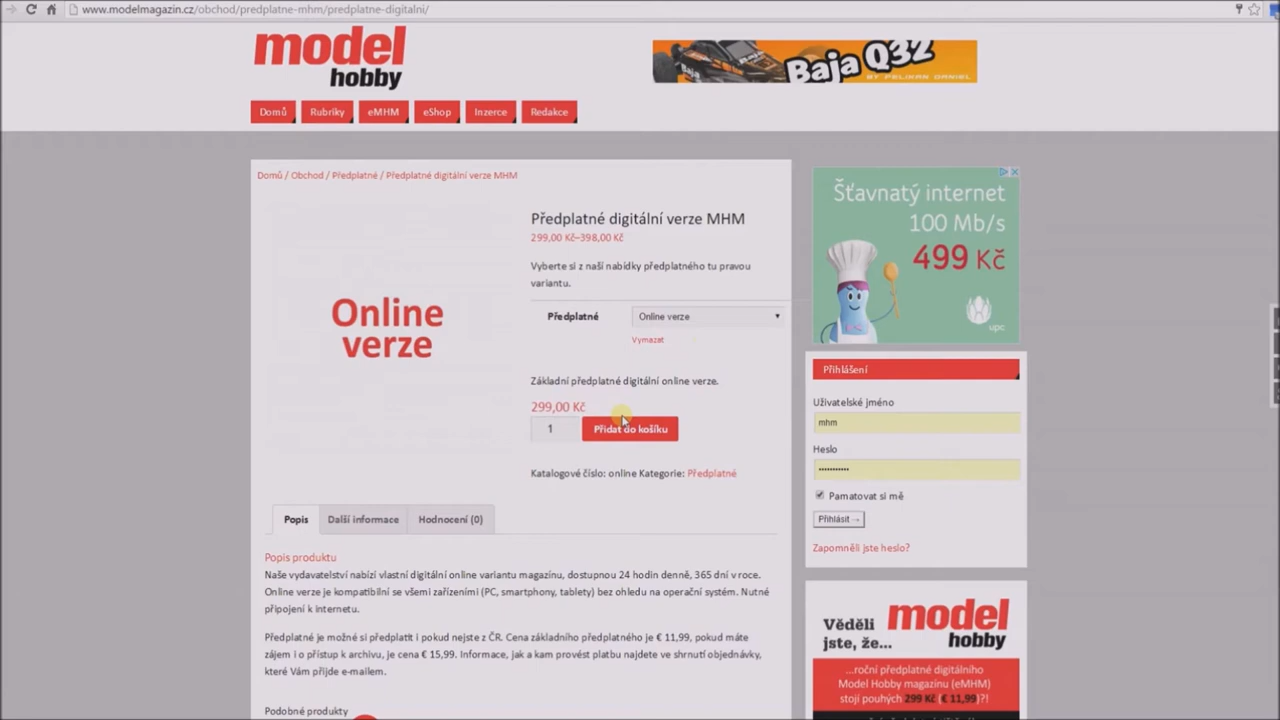 www.modelmagazin.cz/obchod/predplatne-mhm/predplatne-digitalni/
model
hobby
Baja Q32
BY PELIKAN DANIEL
Domů
Rubriky
eMHM
eShop
Inzerce
Redakce
Domů / Obchod / Předplatné / Předplatné digitální verze MHM
Online
verze
Předplatné digitální verze MHM
299,00 Kč–398,00 Kč
Vyberte si z naší nabídky předplatného tu pravou
variantu.
Předplatné
Online verze
Vymazat
Základní předplatné digitální online verze.
299,00 Kč
1
Přidat do košíku
Katalogové číslo: online Kategorie: Předplatné
Popis
Další informace
Hodnocení (0)
Popis produktu
Naše vydavatelství nabízí vlastní digitální online variantu magazínu, dostupnou 24 hodin denně, 365 dní v roce.
Online verze je kompatibilní se všemi zařízeními (PC, smartphony, tablety) bez ohledu na operační systém. Nutné
připojení k internetu.
Předplatné je možné si předplatit i pokud nejste z ČR. Cena základního předplatného je € 11,99, pokud máte
zájem i o přístup k archivu, je cena € 15,99. Informace, jak a kam provést platbu najdete ve shrnutí objednávky,
které Vám přijde e-mailem.
Podobné produkty
Šťavnatý internet
100 Mb/s
499 Kč
upc
Přihlášení
Uživatelské jméno
mhm
Heslo
•••••••••••
Pamatovat si mě
Přihlásit →
Zapomněli jste heslo?
Věděli
jste, že...
model
hobby
...roční předplatné digitálního
Model Hobby magazínu (eMHM)
stojí pouhých 299 Kč (€ 11,99)?!